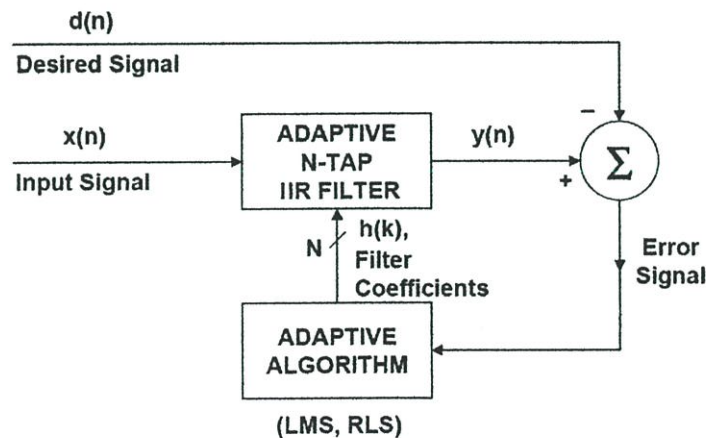 d(n)
Desired Signal
x(n)
Input Signal
ADAPTIVE
N-TAP
IIR FILTER
y(n)
−
+
Σ
N
h(k),
Filter
Coefficients
Error
Signal
ADAPTIVE
ALGORITHM
(LMS, RLS)